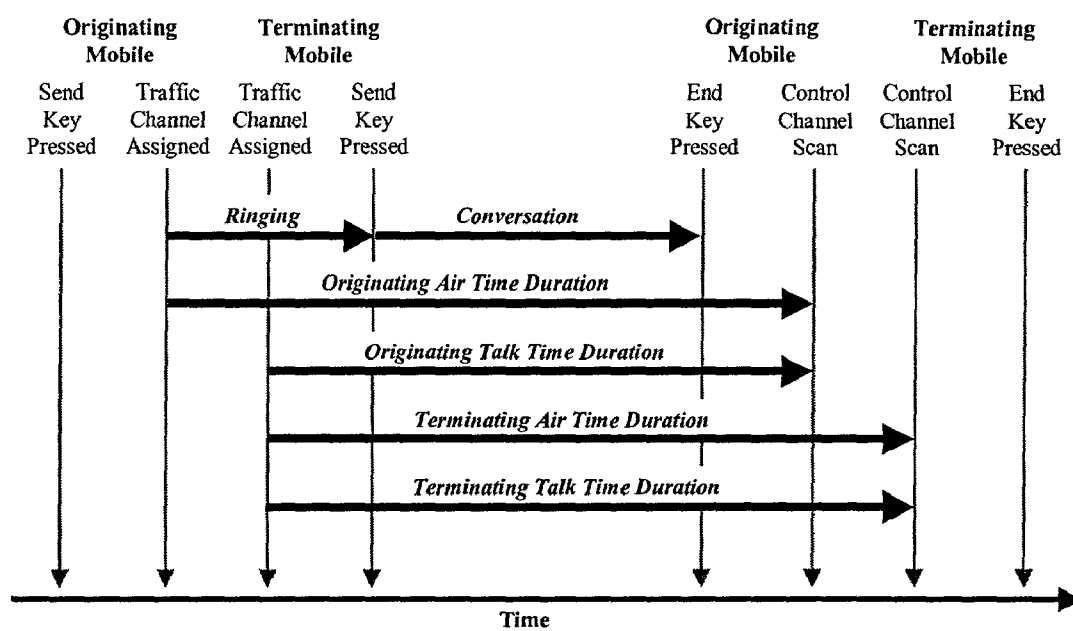 Originating Terminating Originating Terminating
Mobile Mobile Mobile Mobile
Send Traffic Traffic Send End Control Control End
Key Channel Channel Key Key Channel Channel Key
Pressed Assigned Assigned Pressed Pressed Scan Scan Pressed
Ringing Conversation
Originating Air Time Duration
Originating Talk Time Duration
Terminating Air Time Duration
Terminating Talk Time Duration
Time